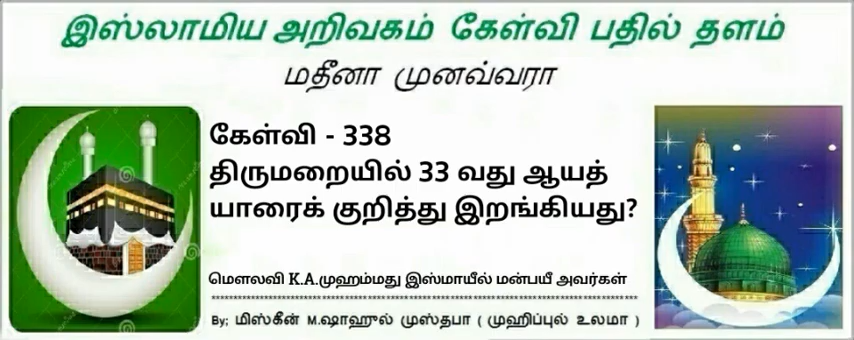 இஸ்லாமிய அறிவகம் கேள்வி பதில் தளம்
மதீனா முனவ்வரா
கேள்வி - 338
திருமறையில் 33 வது ஆயத்
யாரைக் குறித்து இறங்கியது?
மௌலவி K.A.முஹம்மது இஸ்மாயீல் மன்பயீ அவர்கள்
By; மிஸ்கீன் M.ஷாஹுல் முஸ்தபா ( முஹிப்புல் உலமா )